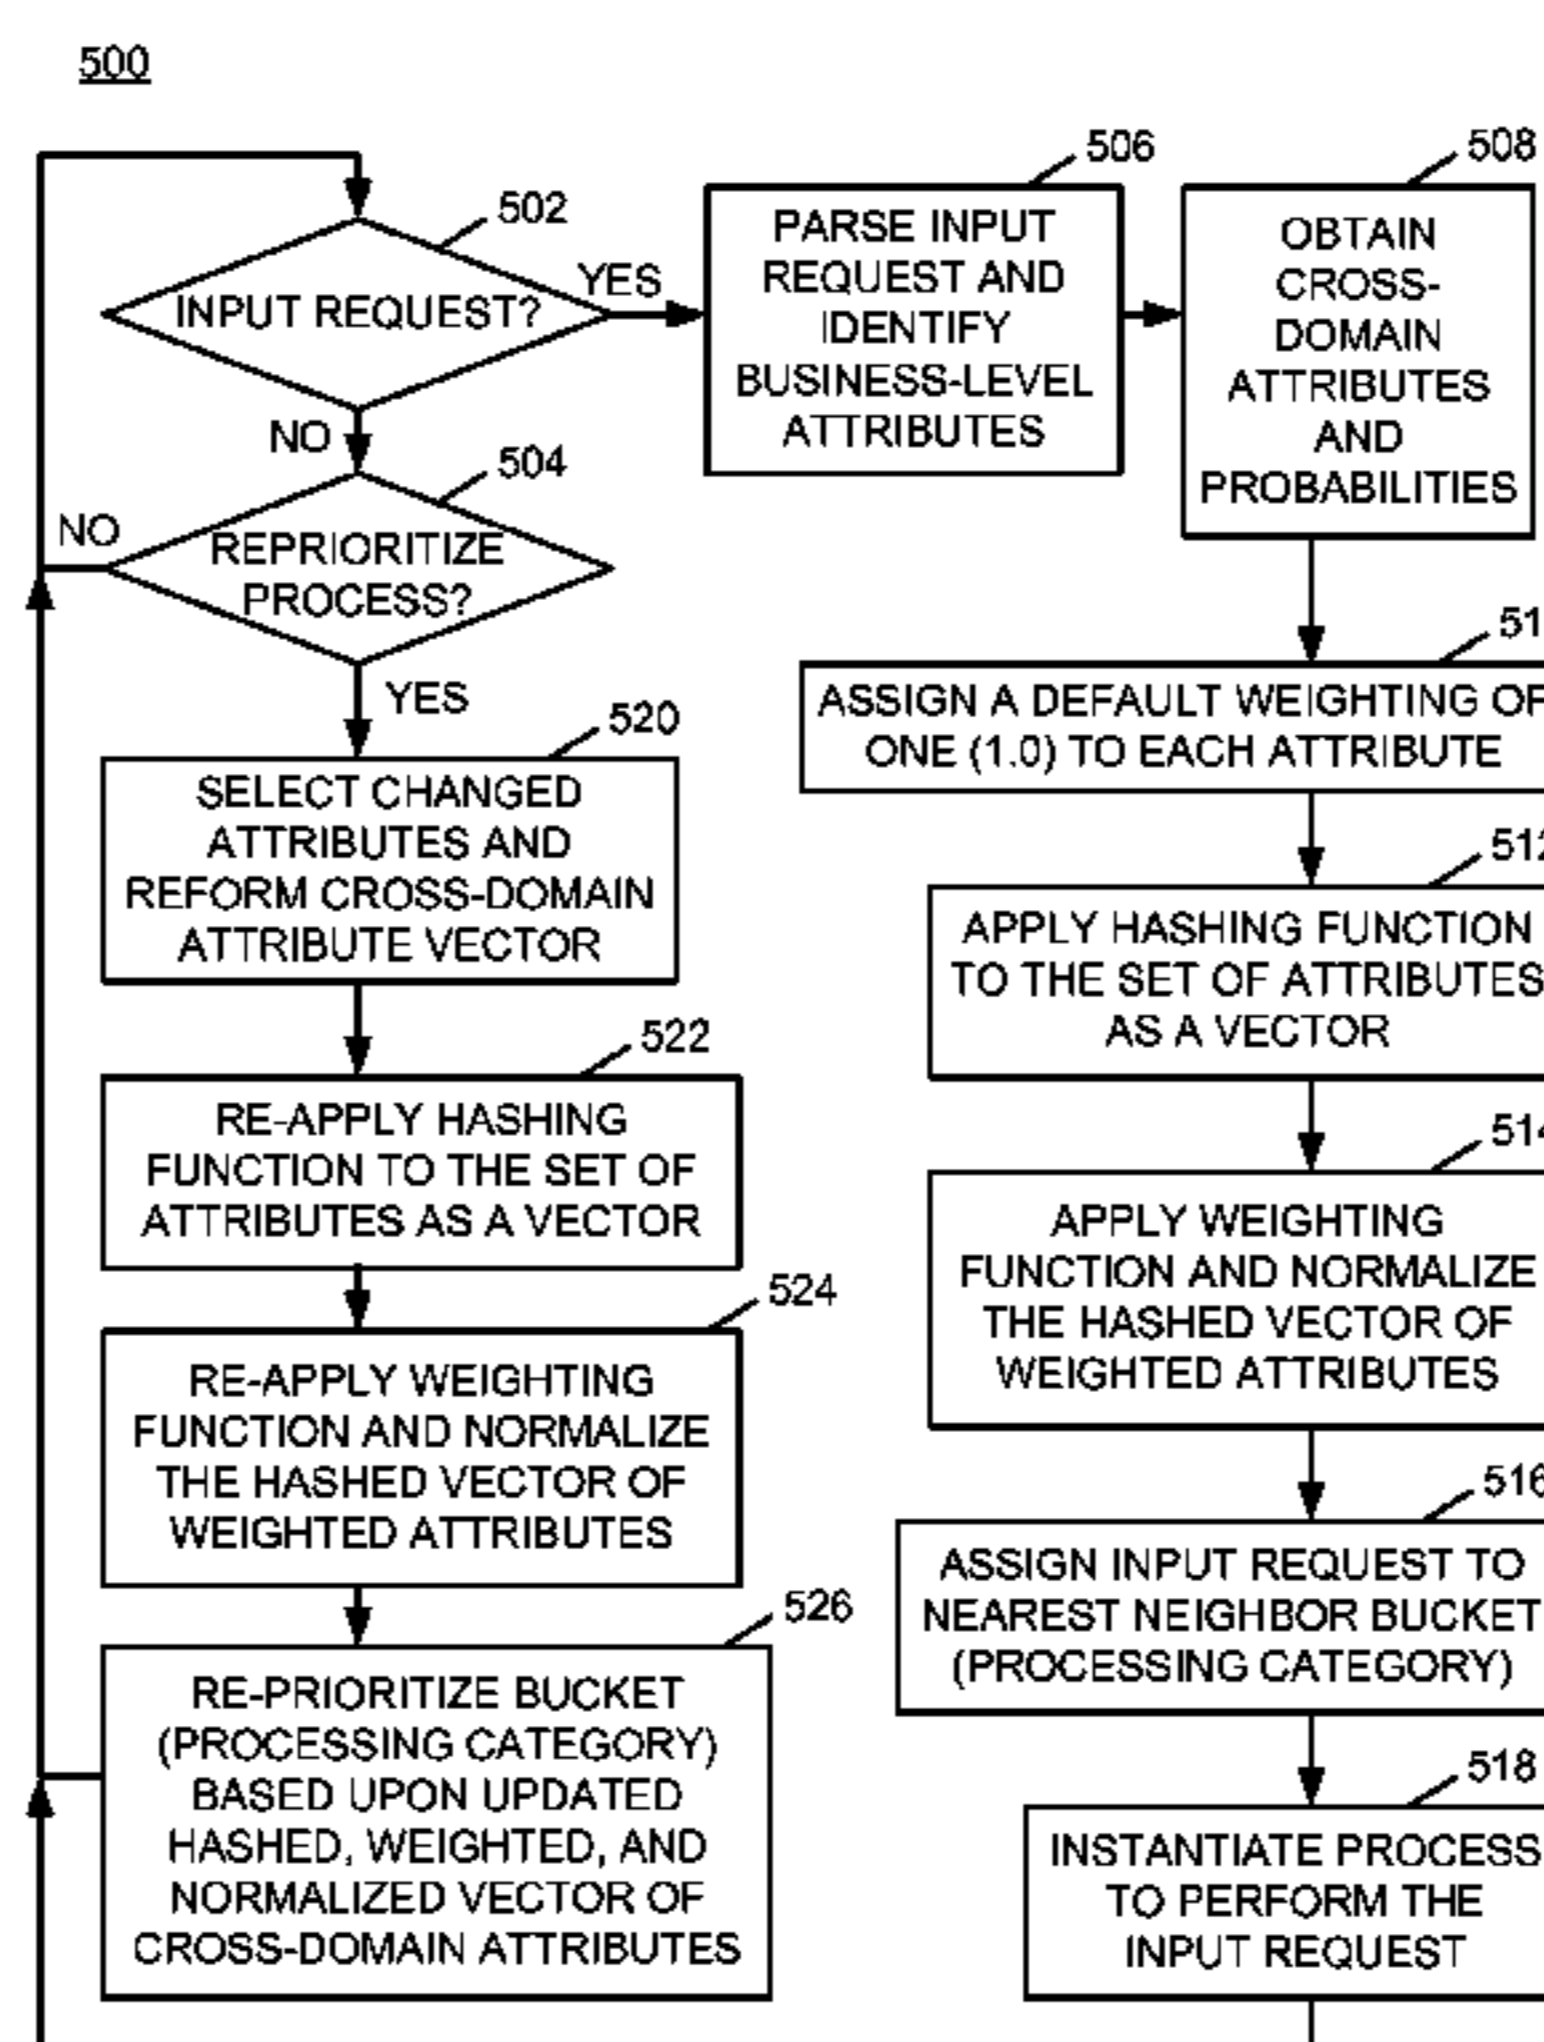 500
502
INPUT REQUEST?
YES
NO
504
REPRIORITIZE
PROCESS?
NO
YES
506
PARSE INPUT
REQUEST AND
IDENTIFY
BUSINESS-LEVEL
ATTRIBUTES
508
OBTAIN
CROSS-
DOMAIN
ATTRIBUTES
AND
PROBABILITIES
51
ASSIGN A DEFAULT WEIGHTING OF
ONE (1.0) TO EACH ATTRIBUTE
512
APPLY HASHING FUNCTION
TO THE SET OF ATTRIBUTES
AS A VECTOR
514
APPLY WEIGHTING
FUNCTION AND NORMALIZE
THE HASHED VECTOR OF
WEIGHTED ATTRIBUTES
516
ASSIGN INPUT REQUEST TO
NEAREST NEIGHBOR BUCKET
(PROCESSING CATEGORY)
518
INSTANTIATE PROCESS
TO PERFORM THE
INPUT REQUEST
520
SELECT CHANGED
ATTRIBUTES AND
REFORM CROSS-DOMAIN
ATTRIBUTE VECTOR
522
RE-APPLY HASHING
FUNCTION TO THE SET OF
ATTRIBUTES AS A VECTOR
524
RE-APPLY WEIGHTING
FUNCTION AND NORMALIZE
THE HASHED VECTOR OF
WEIGHTED ATTRIBUTES
526
RE-PRIORITIZE BUCKET
(PROCESSING CATEGORY)
BASED UPON UPDATED
HASHED, WEIGHTED, AND
NORMALIZED VECTOR OF
CROSS-DOMAIN ATTRIBUTES